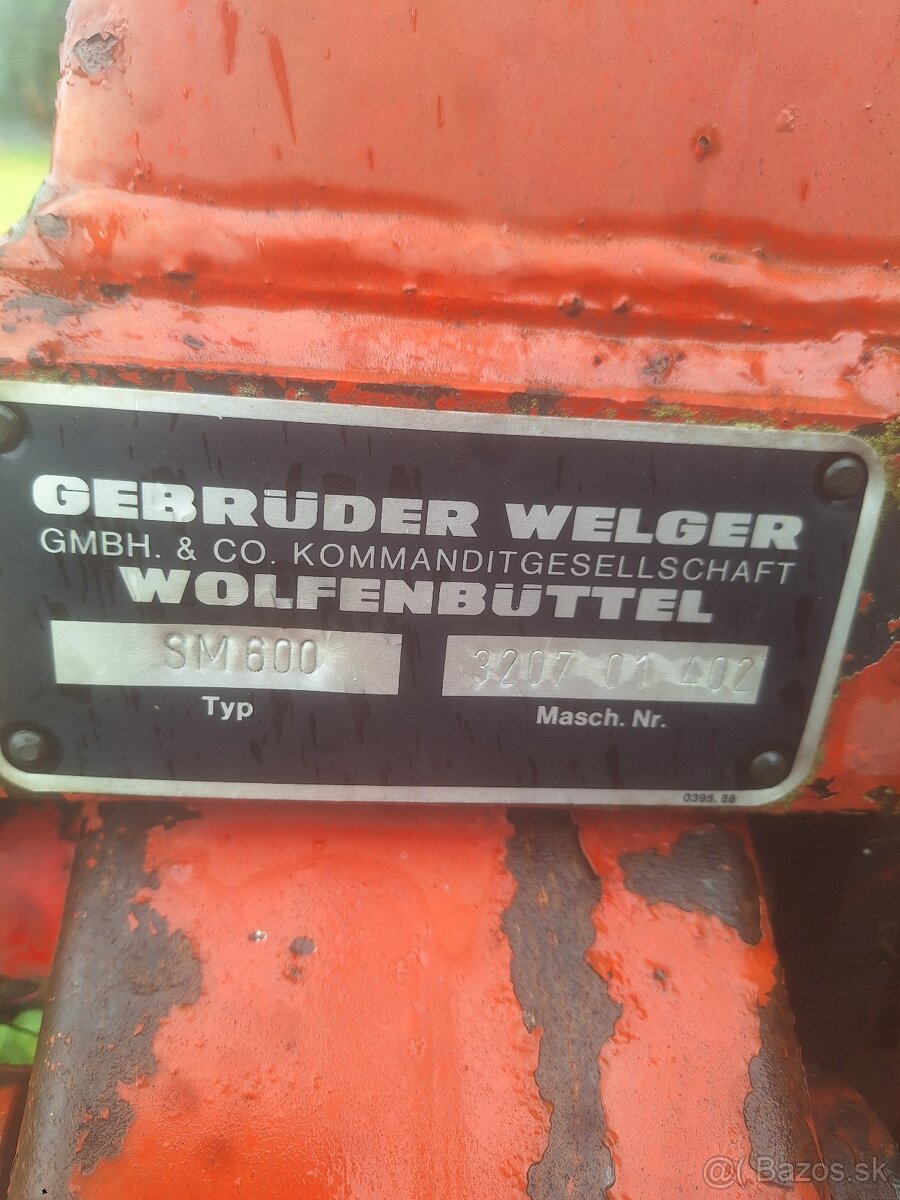 GEBRÜDER WELGER
GMBH. & CO. KOMMANDITGESELLSCHAFT
WOLFENBÜTTEL
SM 600
3207 01 402
Typ
Masch. Nr.
0395. 88
@( Bazos.sk